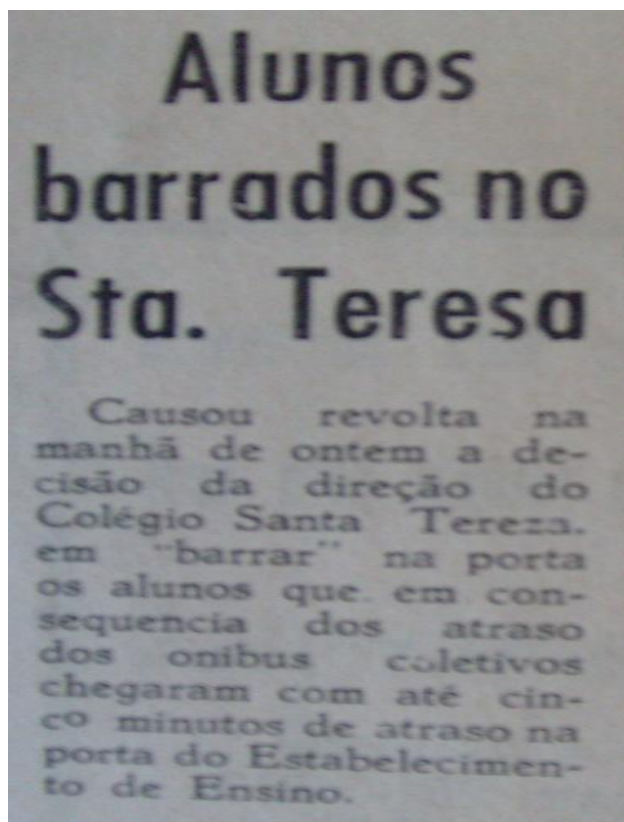 Alunos
barrados no
Sta. Teresa
Causou revolta na
manhã de ontem a de-
cisão da direção do
Colégio Santa Tereza.
em "barrar" na porta
os alunos que em con-
sequencia dos atraso
dos onibus coletivos
chegaram com até cin-
co minutos de atraso na
porta do Estabelecimen-
to de Ensino.